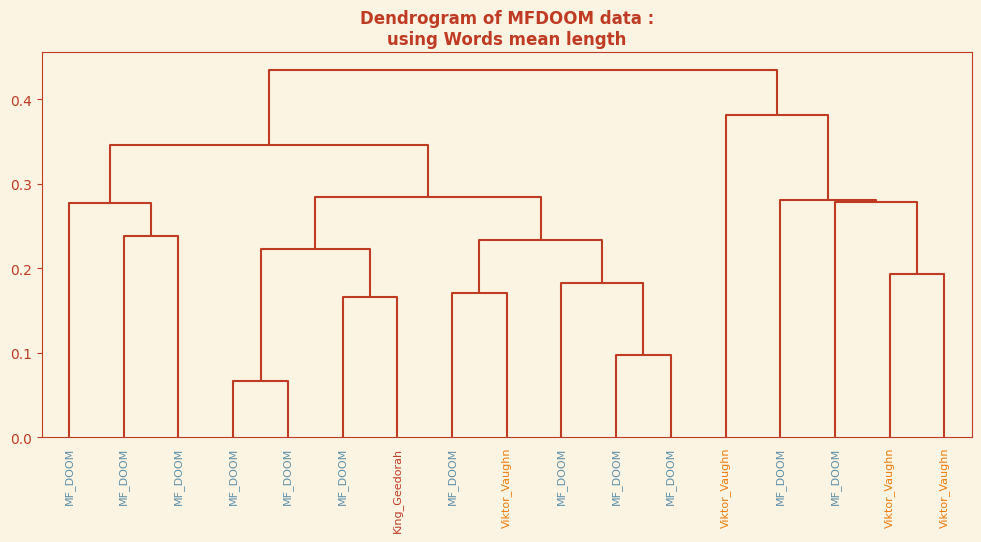 Dendrogram of MFDOOM data :
using Words mean length
0.4
0.3
0.2
0.1
0.0
MF_DOOM
MF_DOOM
MF_DOOM
MF_DOOM
MF_DOOM
MF_DOOM
King_Geedorah
MF_DOOM
Viktor_Vaughn
MF_DOOM
MF_DOOM
MF_DOOM
Viktor_Vaughn
MF_DOOM
MF_DOOM
Viktor_Vaughn
Viktor_Vaughn